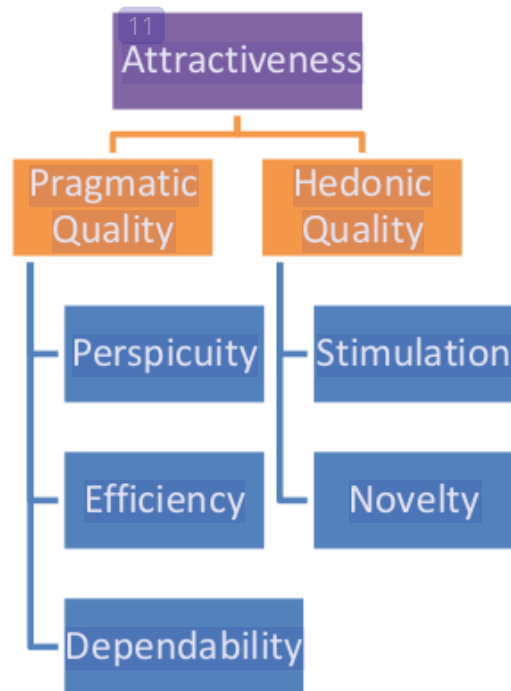 11
Attractiveness
Pragmatic
Quality
Hedonic
Quality
Perspicuity
Stimulation
Efficiency
Novelty
Dependability